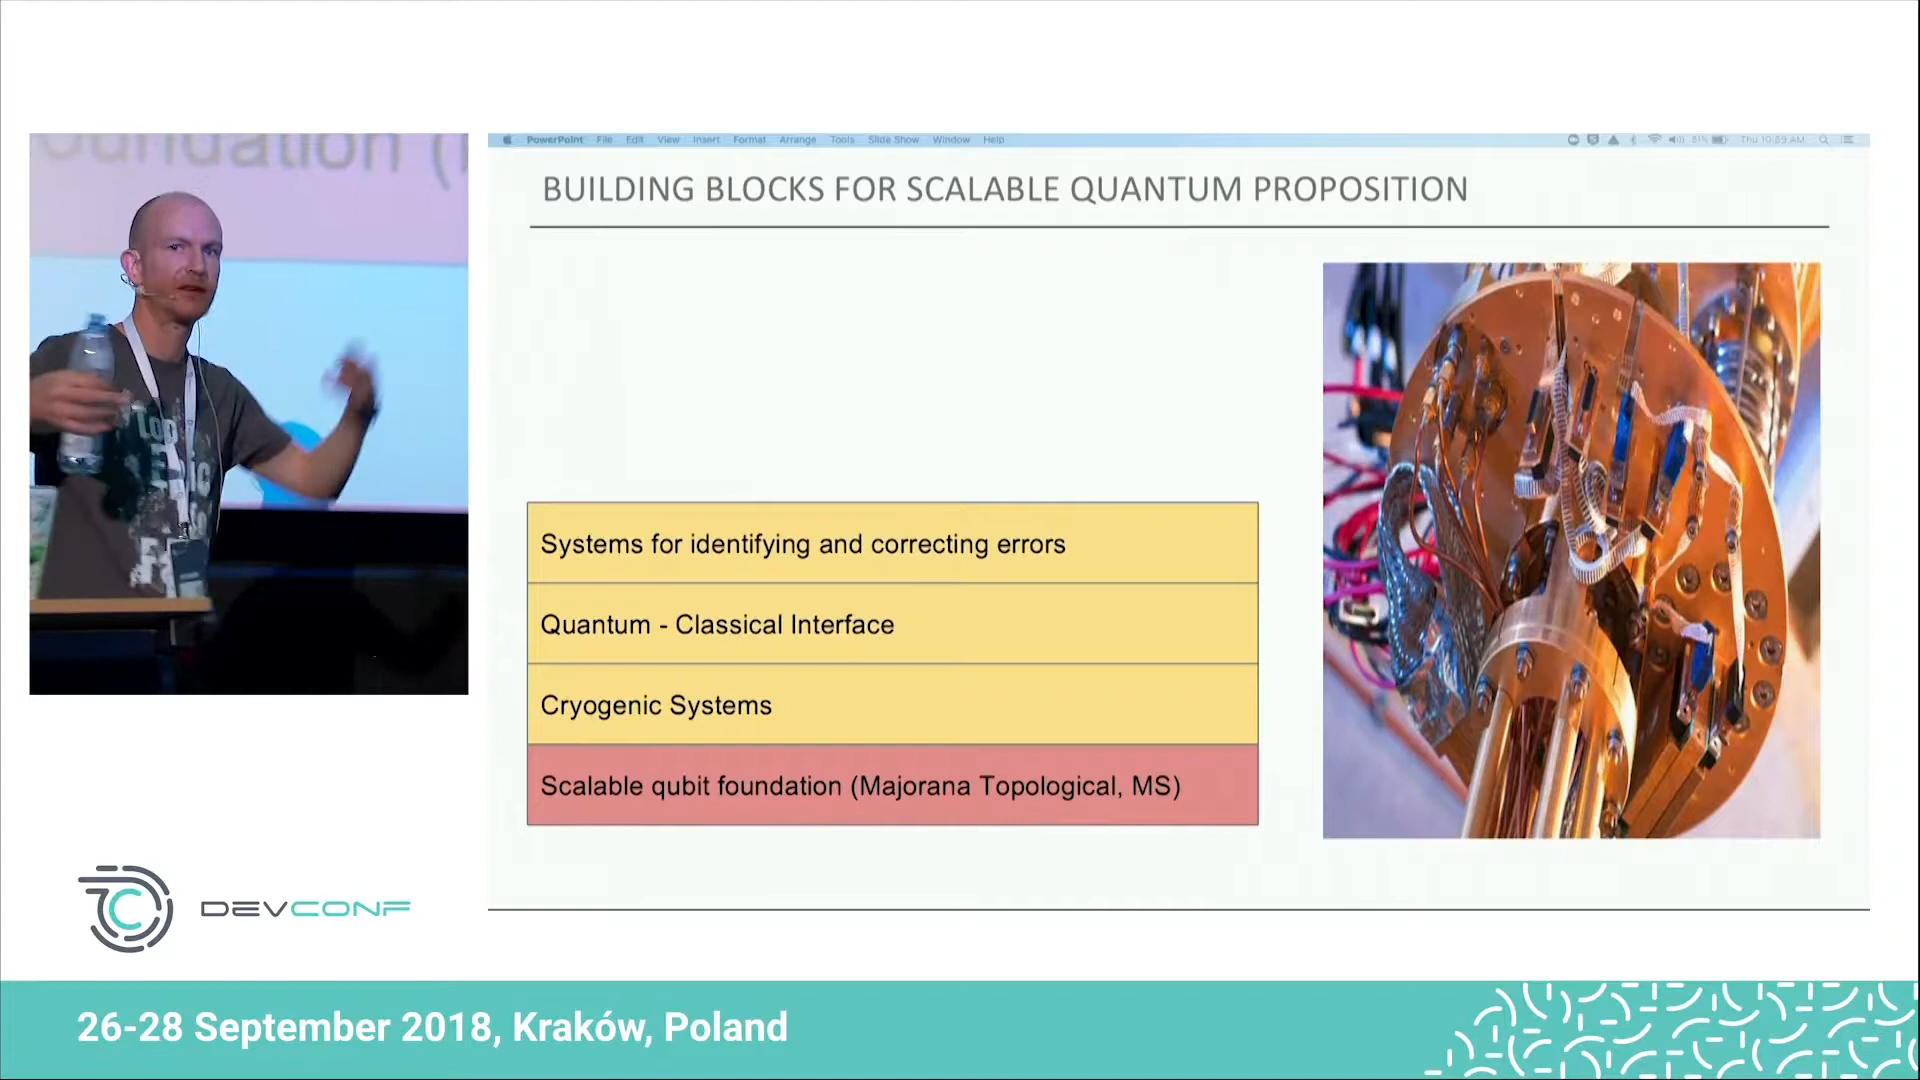 oundation (
PowerPoint File Edit View Insert Format Arrange Tools Slide Show Window Help
81% Thu 10:59 AM
BUILDING BLOCKS FOR SCALABLE QUANTUM PROPOSITION
Systems for identifying and correcting errors
Quantum - Classical Interface
Cryogenic Systems
Scalable qubit foundation (Majorana Topological, MS)
DEVCONF
26-28 September 2018, Kraków, Poland